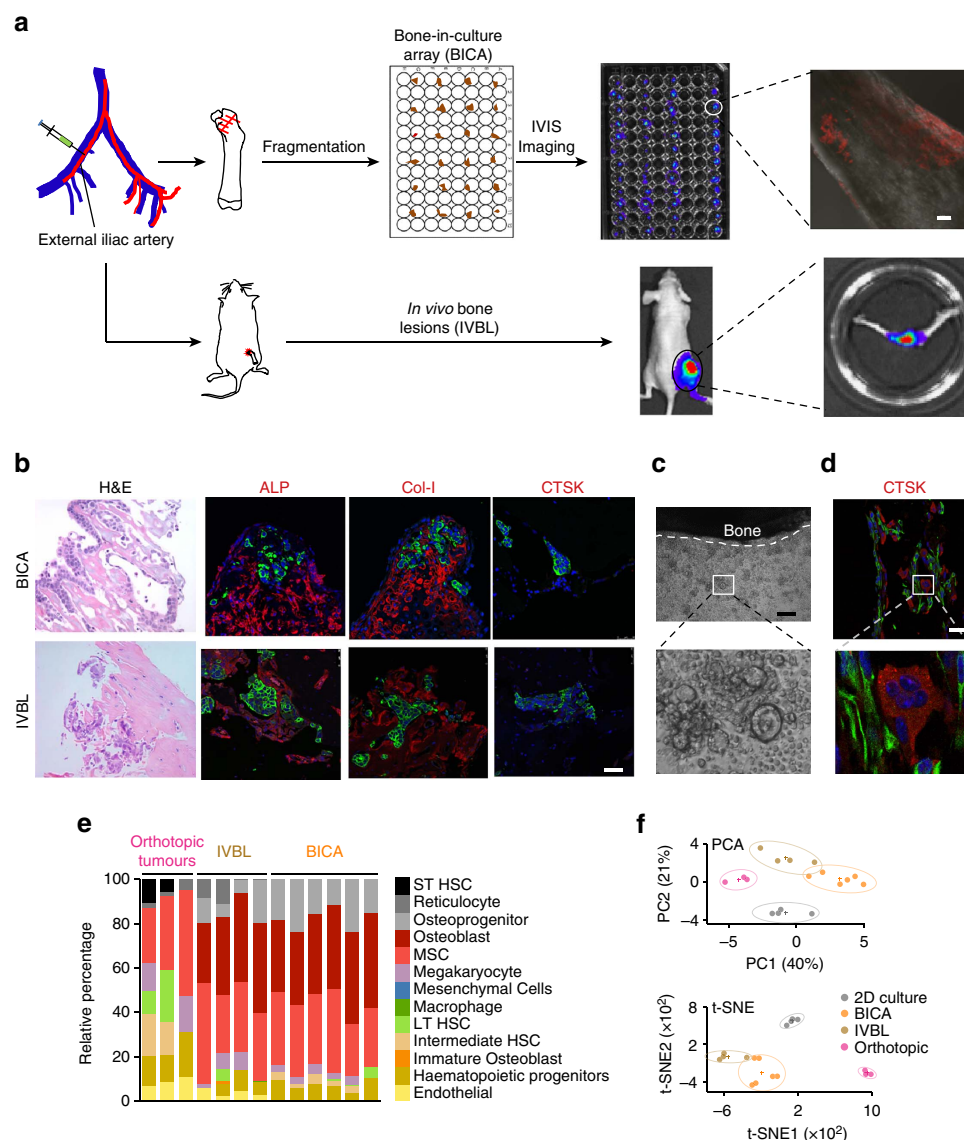 a
Bone-in-culture
array (BICA)
Fragmentation
IVIS
Imaging
External iliac artery
In vivo bone
lesions (IVBL)
b
H&E
ALP
Col-I
CTSK
BICA
IVBL
c
Bone
d
CTSK
e
Orthotopic
tumours
IVBL
BICA
100
80
60
40
20
0
Relative percentage
ST HSC
Reticulocyte
Osteoprogenitor
Osteoblast
MSC
Megakaryocyte
Mesenchymal Cells
Macrophage
LT HSC
Intermediate HSC
Immature Osteoblast
Haematopoietic progenitors
Endothelial
f
PCA
4
0
−4
PC2 (21%)
−5 0 5
PC1 (40%)
t-SNE
8
2
−4
t-SNE2 (×10²)
−6 2 10
t-SNE1 (×10²)
2D culture
BICA
IVBL
Orthotopic